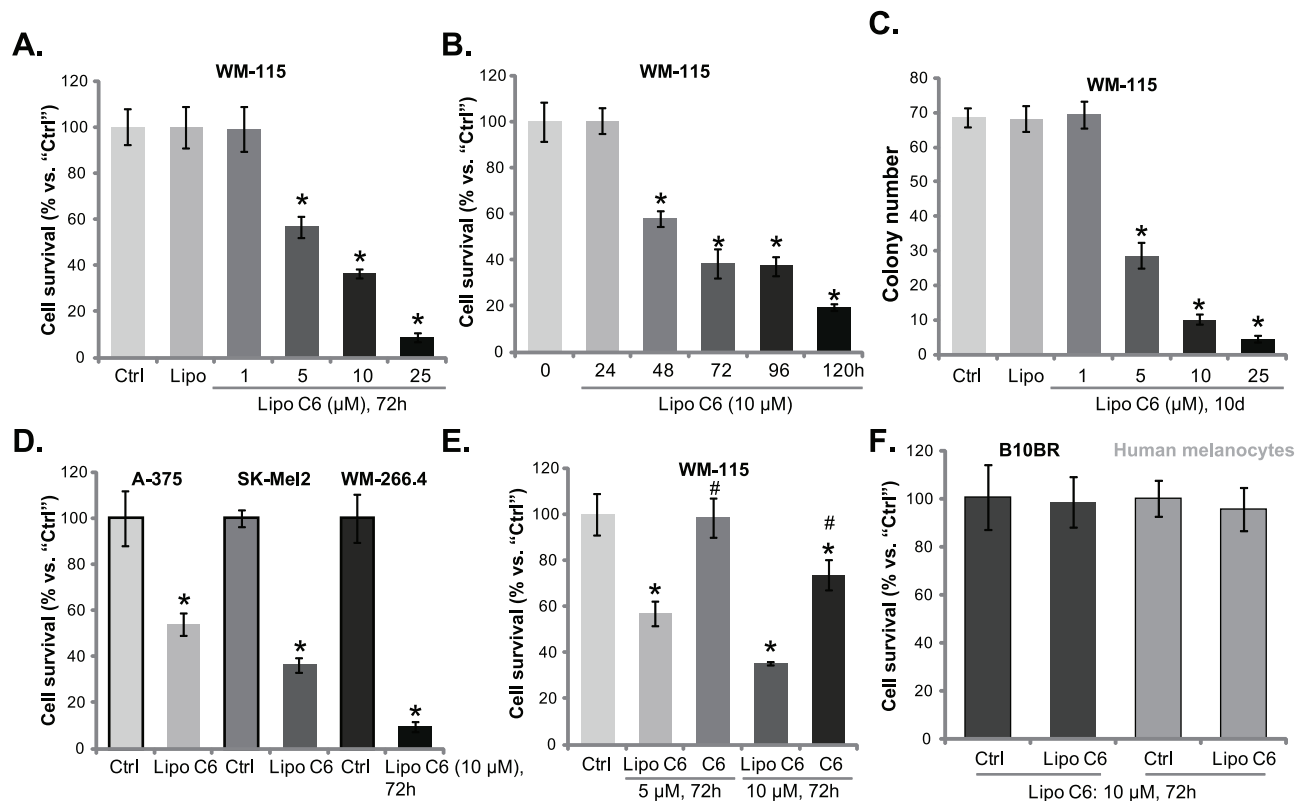 A.
WM-115
Cell survival (% vs. “Ctrl”)
120
100
80
60
40
20
0
*
*
*
Ctrl Lipo 1 5 10 25
Lipo C6 (µM), 72h
B.
WM-115
Cell survival (% vs. “Ctrl”)
120
100
80
60
40
20
0
*
*
*
*
0 24 48 72 96 120h
Lipo C6 (10 µM)
C.
WM-115
Colony number
80
70
60
50
40
30
20
10
0
*
*
*
Ctrl Lipo 1 5 10 25
Lipo C6 (µM), 10d
D.
A-375 SK-Mel2 WM-266.4
Cell survival (% vs. “Ctrl”)
120
100
80
60
40
20
0
*
*
*
Ctrl Lipo C6 Ctrl Lipo C6 Ctrl Lipo C6 (10 µM),
72h
E.
WM-115
Cell survival (% vs. “Ctrl”)
120
100
80
60
40
20
0
*
#
*
#
*
Ctrl Lipo C6 C6 Lipo C6 C6
5 µM, 72h 10 µM, 72h
F.
B10BR Human melanocytes
Cell survival (% vs. “Ctrl”)
120
100
80
60
40
20
0
Ctrl Lipo C6 Ctrl Lipo C6
Lipo C6: 10 µM, 72h